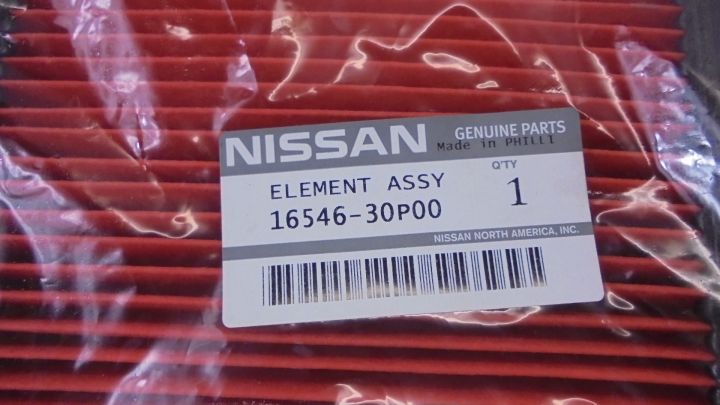 NISSAN GENUINE PARTS
Made in PHILLI
ELEMENT ASSY Q'TY
16546-30P00 1
NISSAN NORTH AMERICA, INC.